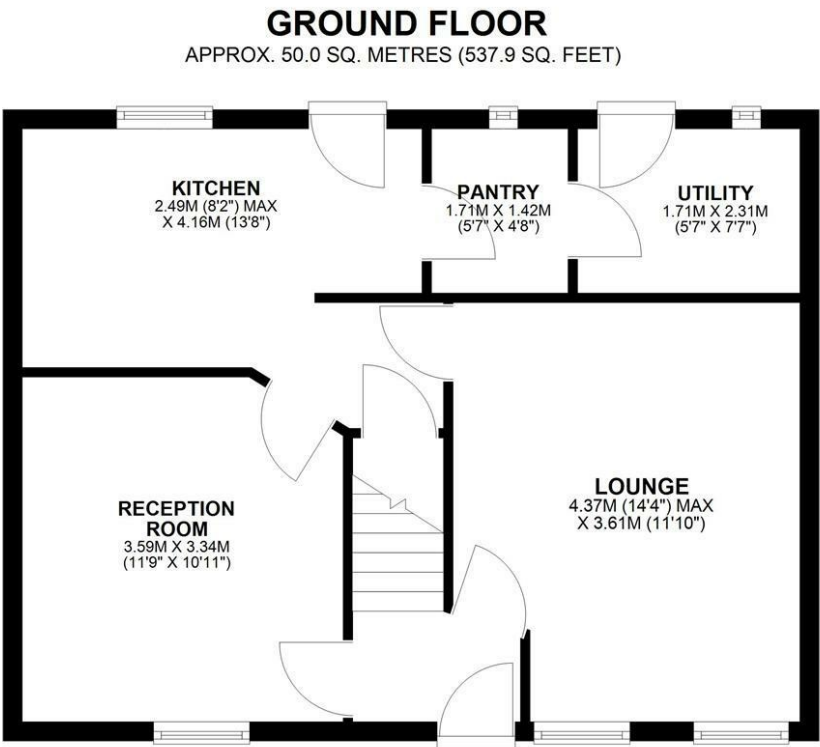 GROUND FLOOR
APPROX. 50.0 SQ. METRES (537.9 SQ. FEET)
KITCHEN
2.49M (8'2") MAX
X 4.16M (13'8")
PANTRY
1.71M X 1.42M
(5'7" X 4'8")
UTILITY
1.71M X 2.31M
(5'7" X 7'7")
RECEPTION
ROOM
3.59M X 3.34M
(11'9" X 10'11")
LOUNGE
4.37M (14'4") MAX
X 3.61M (11'10")